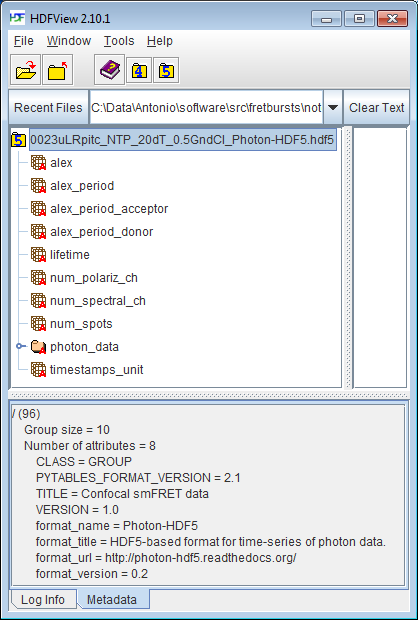 HDFView 2.10.1
File Window Tools Help
4 5
Recent Files C:\Data\Antonio\software\src\fretbursts\not Clear Text
5 0023uLRpitc_NTP_20dT_0.5GndCl_Photon-HDF5.hdf5
alex
alex_period
alex_period_acceptor
alex_period_donor
lifetime
num_polariz_ch
num_spectral_ch
num_spots
photon_data
timestamps_unit
/ (96)
Group size = 10
Number of attributes = 8
CLASS = GROUP
PYTABLES_FORMAT_VERSION = 2.1
TITLE = Confocal smFRET data
VERSION = 1.0
format_name = Photon-HDF5
format_title = HDF5-based format for time-series of photon data.
format_url = http://photon-hdf5.readthedocs.org/
format_version = 0.2
Log Info Metadata